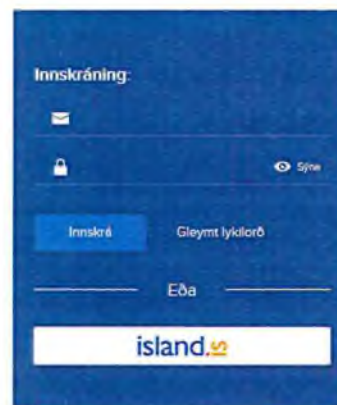 Innskráning:
Sýna
Innskrá Gleymt lykilorð
Eða
island.is